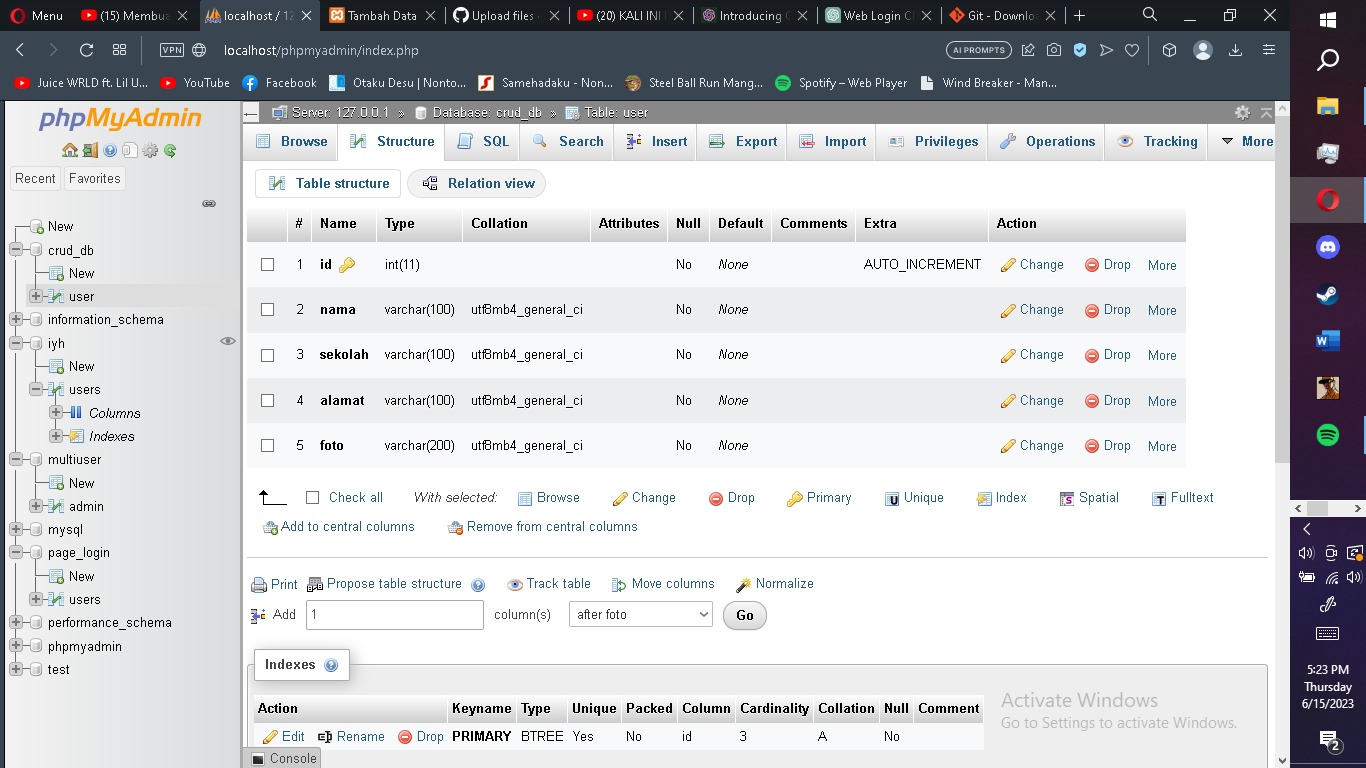 Menu
(15) Membua
localhost / 12
Tambah Data
Upload files
(20) KALI INI
Introducing
Web Login C
Git - Downlo
VPN
localhost/phpmyadmin/index.php
AI PROMPTS
Juice WRLD ft. Lil U...
YouTube
Facebook
Otaku Desu | Nonto...
Samehadaku - Non...
Steel Ball Run Mang...
Spotify – Web Player
Wind Breaker - Man...
phpMyAdmin
Recent
Favorites
New
crud_db
New
user
information_schema
iyh
New
users
Columns
Indexes
multiuser
New
admin
mysql
page_login
New
users
performance_schema
phpmyadmin
test
Server: 127.0.0.1 » Database: crud_db » Table: user
Browse Structure SQL Search Insert Export Import Privileges Operations Tracking More
Table structure Relation view
# Name Type Collation Attributes Null Default Comments Extra Action
1 id int(11) No None AUTO_INCREMENT Change Drop More
2 nama varchar(100) utf8mb4_general_ci No None Change Drop More
3 sekolah varchar(100) utf8mb4_general_ci No None Change Drop More
4 alamat varchar(100) utf8mb4_general_ci No None Change Drop More
5 foto varchar(200) utf8mb4_general_ci No None Change Drop More
Check all With selected: Browse Change Drop Primary Unique Index Spatial Fulltext
Add to central columns Remove from central columns
Print Propose table structure Track table Move columns Normalize
Add 1 column(s) after foto Go
Indexes
Action Keyname Type Unique Packed Column Cardinality Collation Null Comment
Edit Rename Drop PRIMARY BTREE Yes No id 3 A No
Console
Activate Windows
Go to Settings to activate Windows.
5:23 PM
Thursday
6/15/2023
2